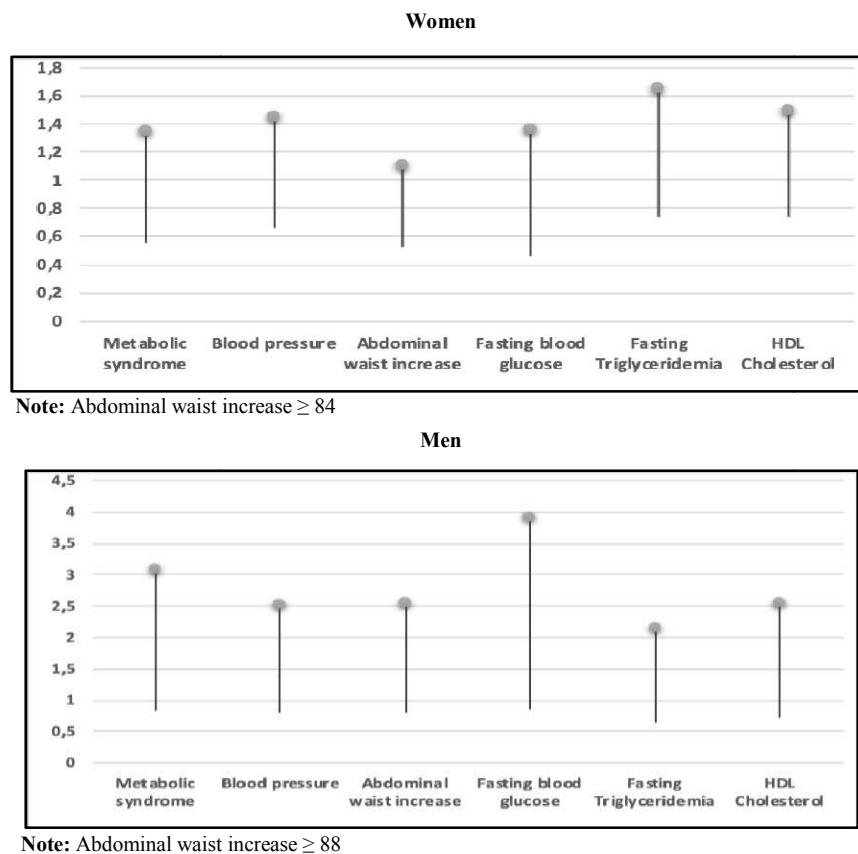 Women
1,8
1,6
1,4
1,2
1
0,8
0,6
0,4
0,2
0
Metabolic syndrome
Blood pressure
Abdominal waist increase
Fasting blood glucose
Fasting Triglyceridemia
HDL Cholesterol
Note: Abdominal waist increase ≥ 84
Men
4,5
4
3,5
3
2,5
2
1,5
1
0,5
0
Metabolic syndrome
Blood pressure
Abdominal waist increase
Fasting blood glucose
Fasting Triglyceridemia
HDL Cholesterol
Note: Abdominal waist increase ≥ 88